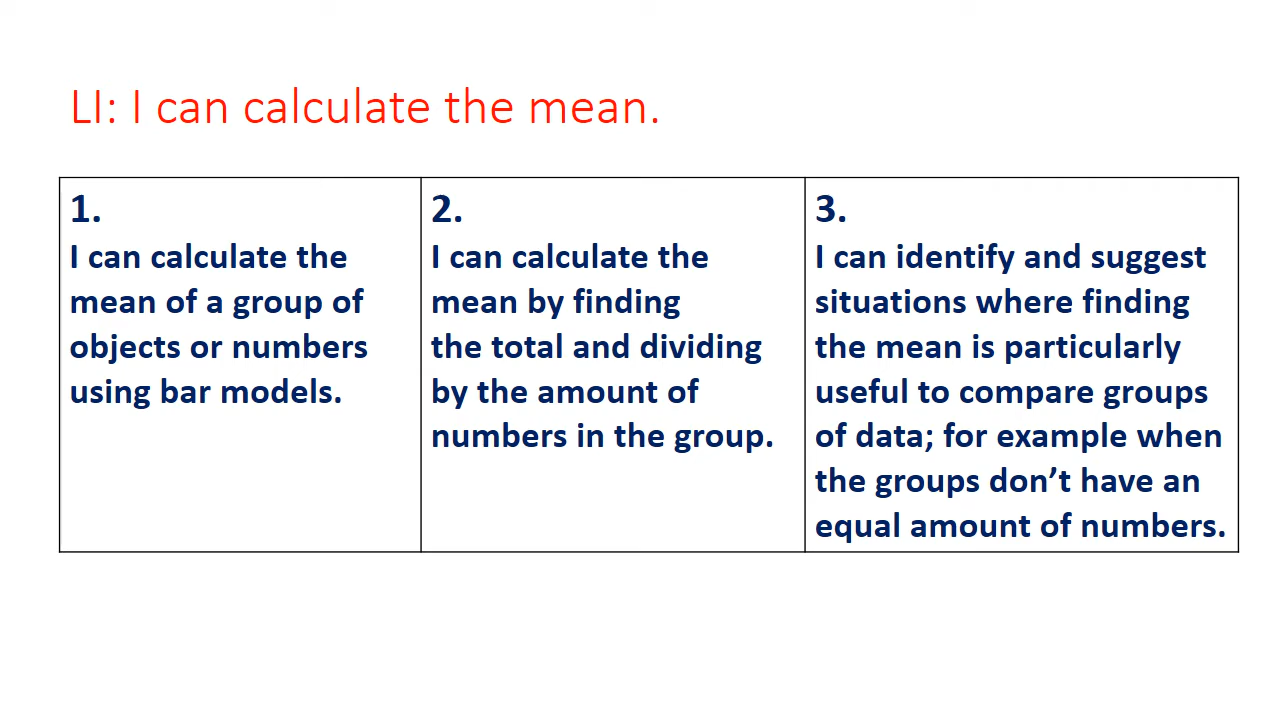 LI: I can calculate the mean.
1.
I can calculate the
mean of a group of
objects or numbers
using bar models.
2.
I can calculate the
mean by finding
the total and dividing
by the amount of
numbers in the group.
3.
I can identify and suggest
situations where finding
the mean is particularly
useful to compare groups
of data; for example when
the groups don’t have an
equal amount of numbers.